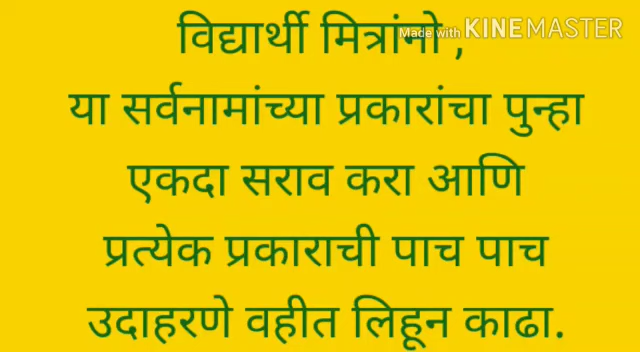 विद्यार्थी मित्रांनो ,
Made with KINEMASTER
या सर्वनामांच्या प्रकारांचा पुन्हा
एकदा सराव करा आणि
प्रत्येक प्रकाराची पाच पाच
उदाहरणे वहीत लिहून काढा.